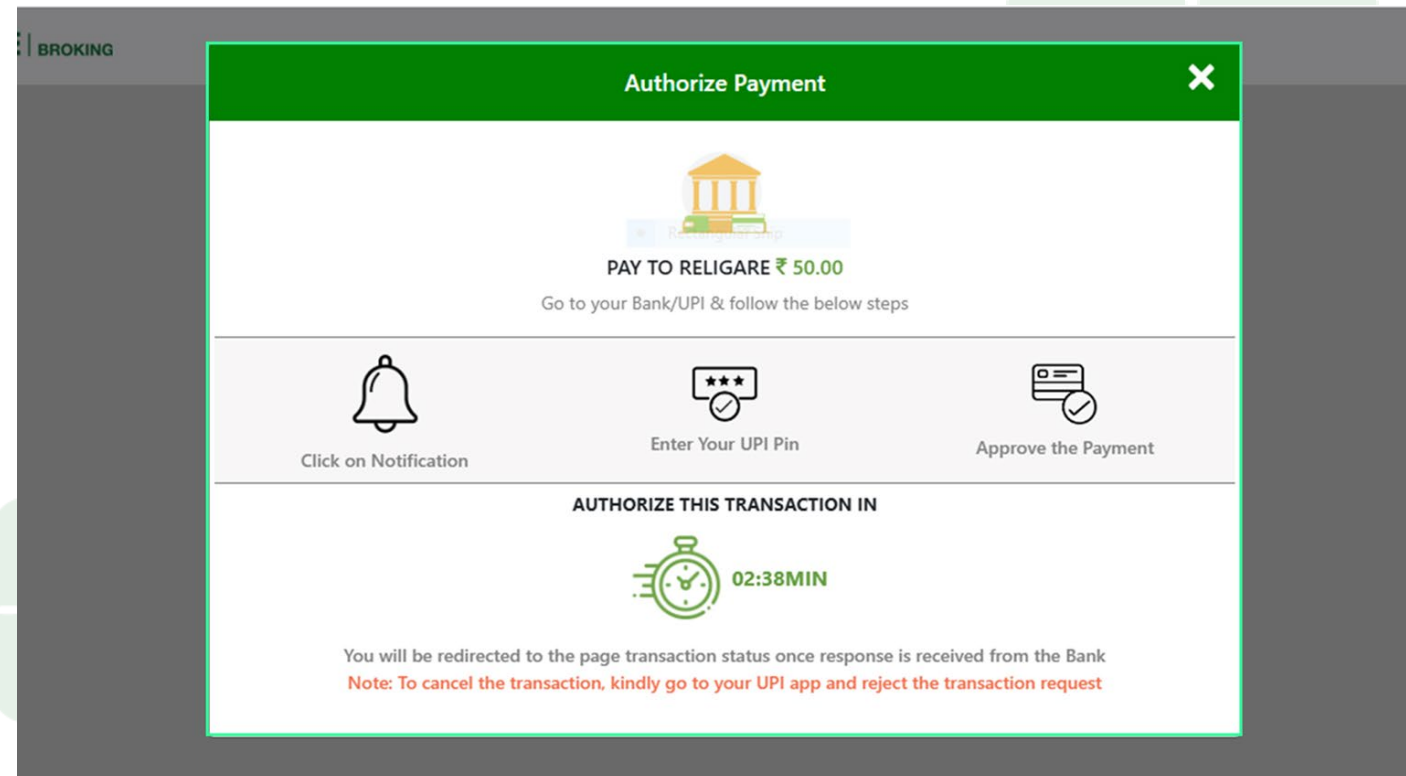 BROKING
Authorize Payment
Rectangular Snip
PAY TO RELIGARE ₹ 50.00
Go to your Bank/UPI & follow the below steps
***
Click on Notification
Enter Your UPI Pin
Approve the Payment
AUTHORIZE THIS TRANSACTION IN
02:38MIN
You will be redirected to the page transaction status once response is received from the Bank
Note: To cancel the transaction, kindly go to your UPI app and reject the transaction request